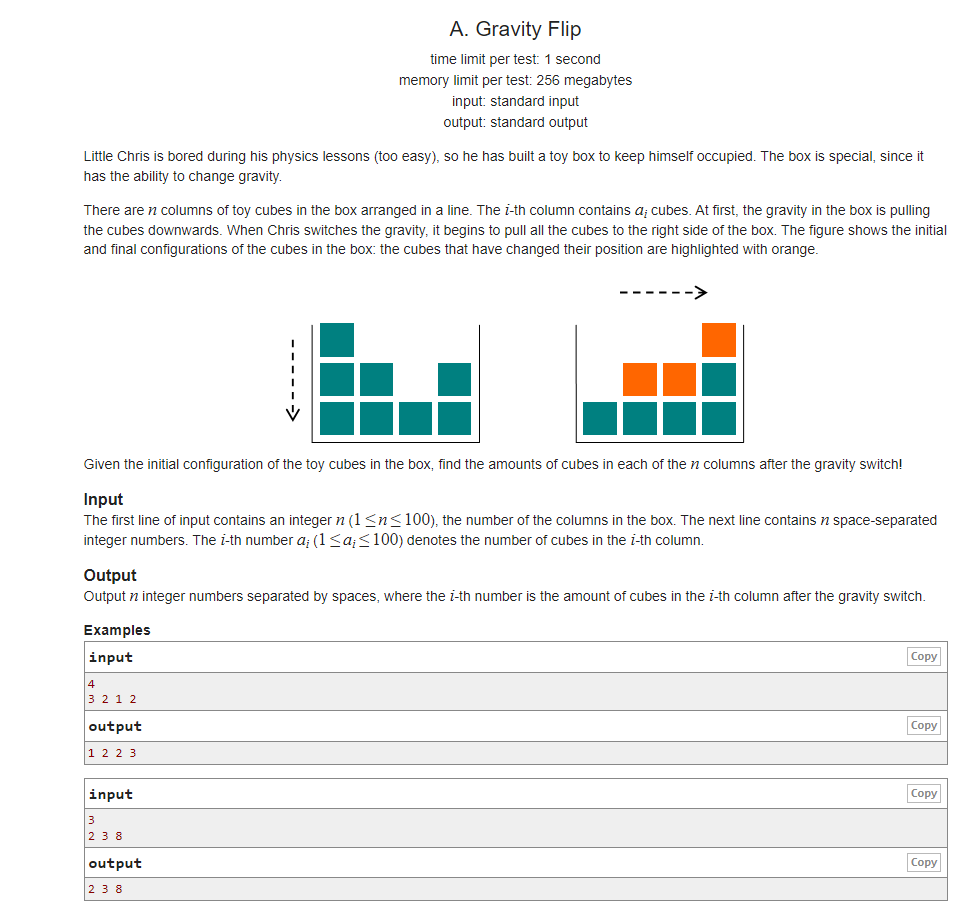 A. Gravity Flip
time limit per test: 1 second
memory limit per test: 256 megabytes
input: standard input
output: standard output
Little Chris is bored during his physics lessons (too easy), so he has built a toy box to keep himself occupied. The box is special, since it
has the ability to change gravity.
There are n columns of toy cubes in the box arranged in a line. The i-th column contains aᵢ cubes. At first, the gravity in the box is pulling
the cubes downwards. When Chris switches the gravity, it begins to pull all the cubes to the right side of the box. The figure shows the initial
and final configurations of the cubes in the box: the cubes that have changed their position are highlighted with orange.
Given the initial configuration of the toy cubes in the box, find the amounts of cubes in each of the n columns after the gravity switch!
Input
The first line of input contains an integer n (1 ≤ n ≤ 100), the number of the columns in the box. The next line contains n space-separated
integer numbers. The i-th number aᵢ (1 ≤ aᵢ ≤ 100) denotes the number of cubes in the i-th column.
Output
Output n integer numbers separated by spaces, where the i-th number is the amount of cubes in the i-th column after the gravity switch.
Examples
input Copy
4
3 2 1 2
output Copy
1 2 2 3
input Copy
3
2 3 8
output Copy
2 3 8